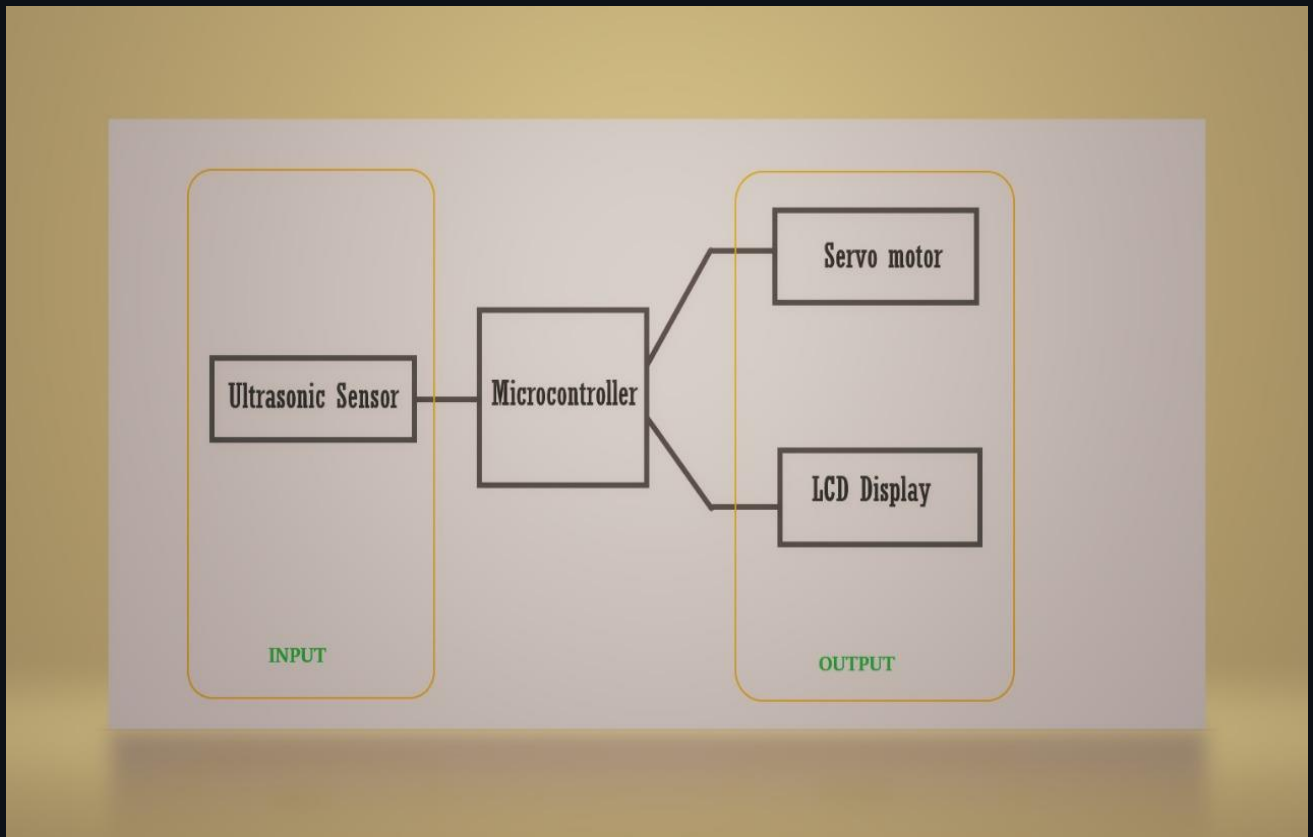 Servo motor
Ultrasonic Sensor
Microcontroller
LCD Display
INPUT
OUTPUT